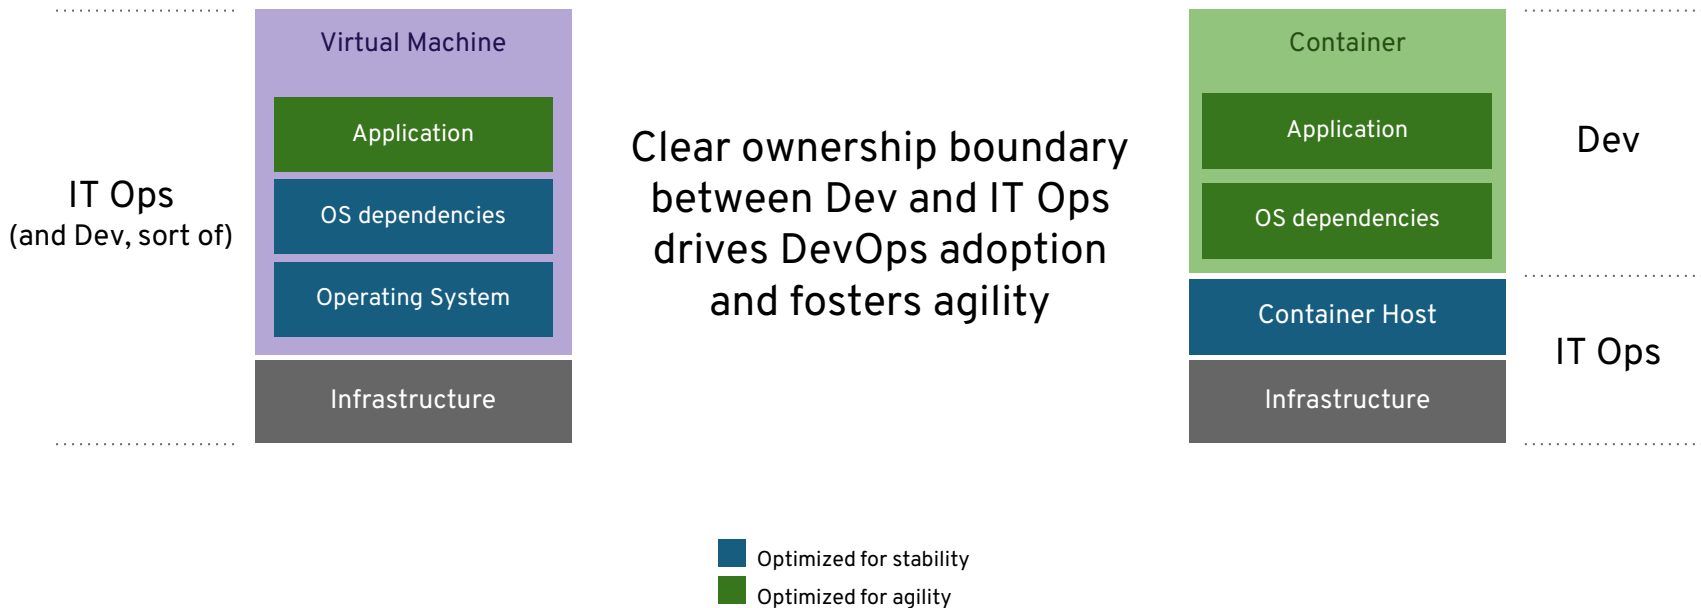 IT Ops
(and Dev, sort of)
Virtual Machine
Application
OS dependencies
Operating System
Infrastructure
Clear ownership boundary
between Dev and IT Ops
drives DevOps adoption
and fosters agility
Container
Application
OS dependencies
Container Host
Infrastructure
Dev
IT Ops
Optimized for stability
Optimized for agility